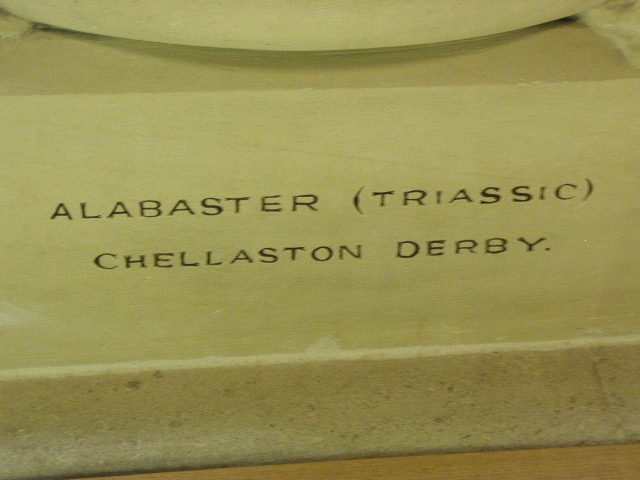 ALABASTER (TRIASSIC)
CHELLASTON DERBY.